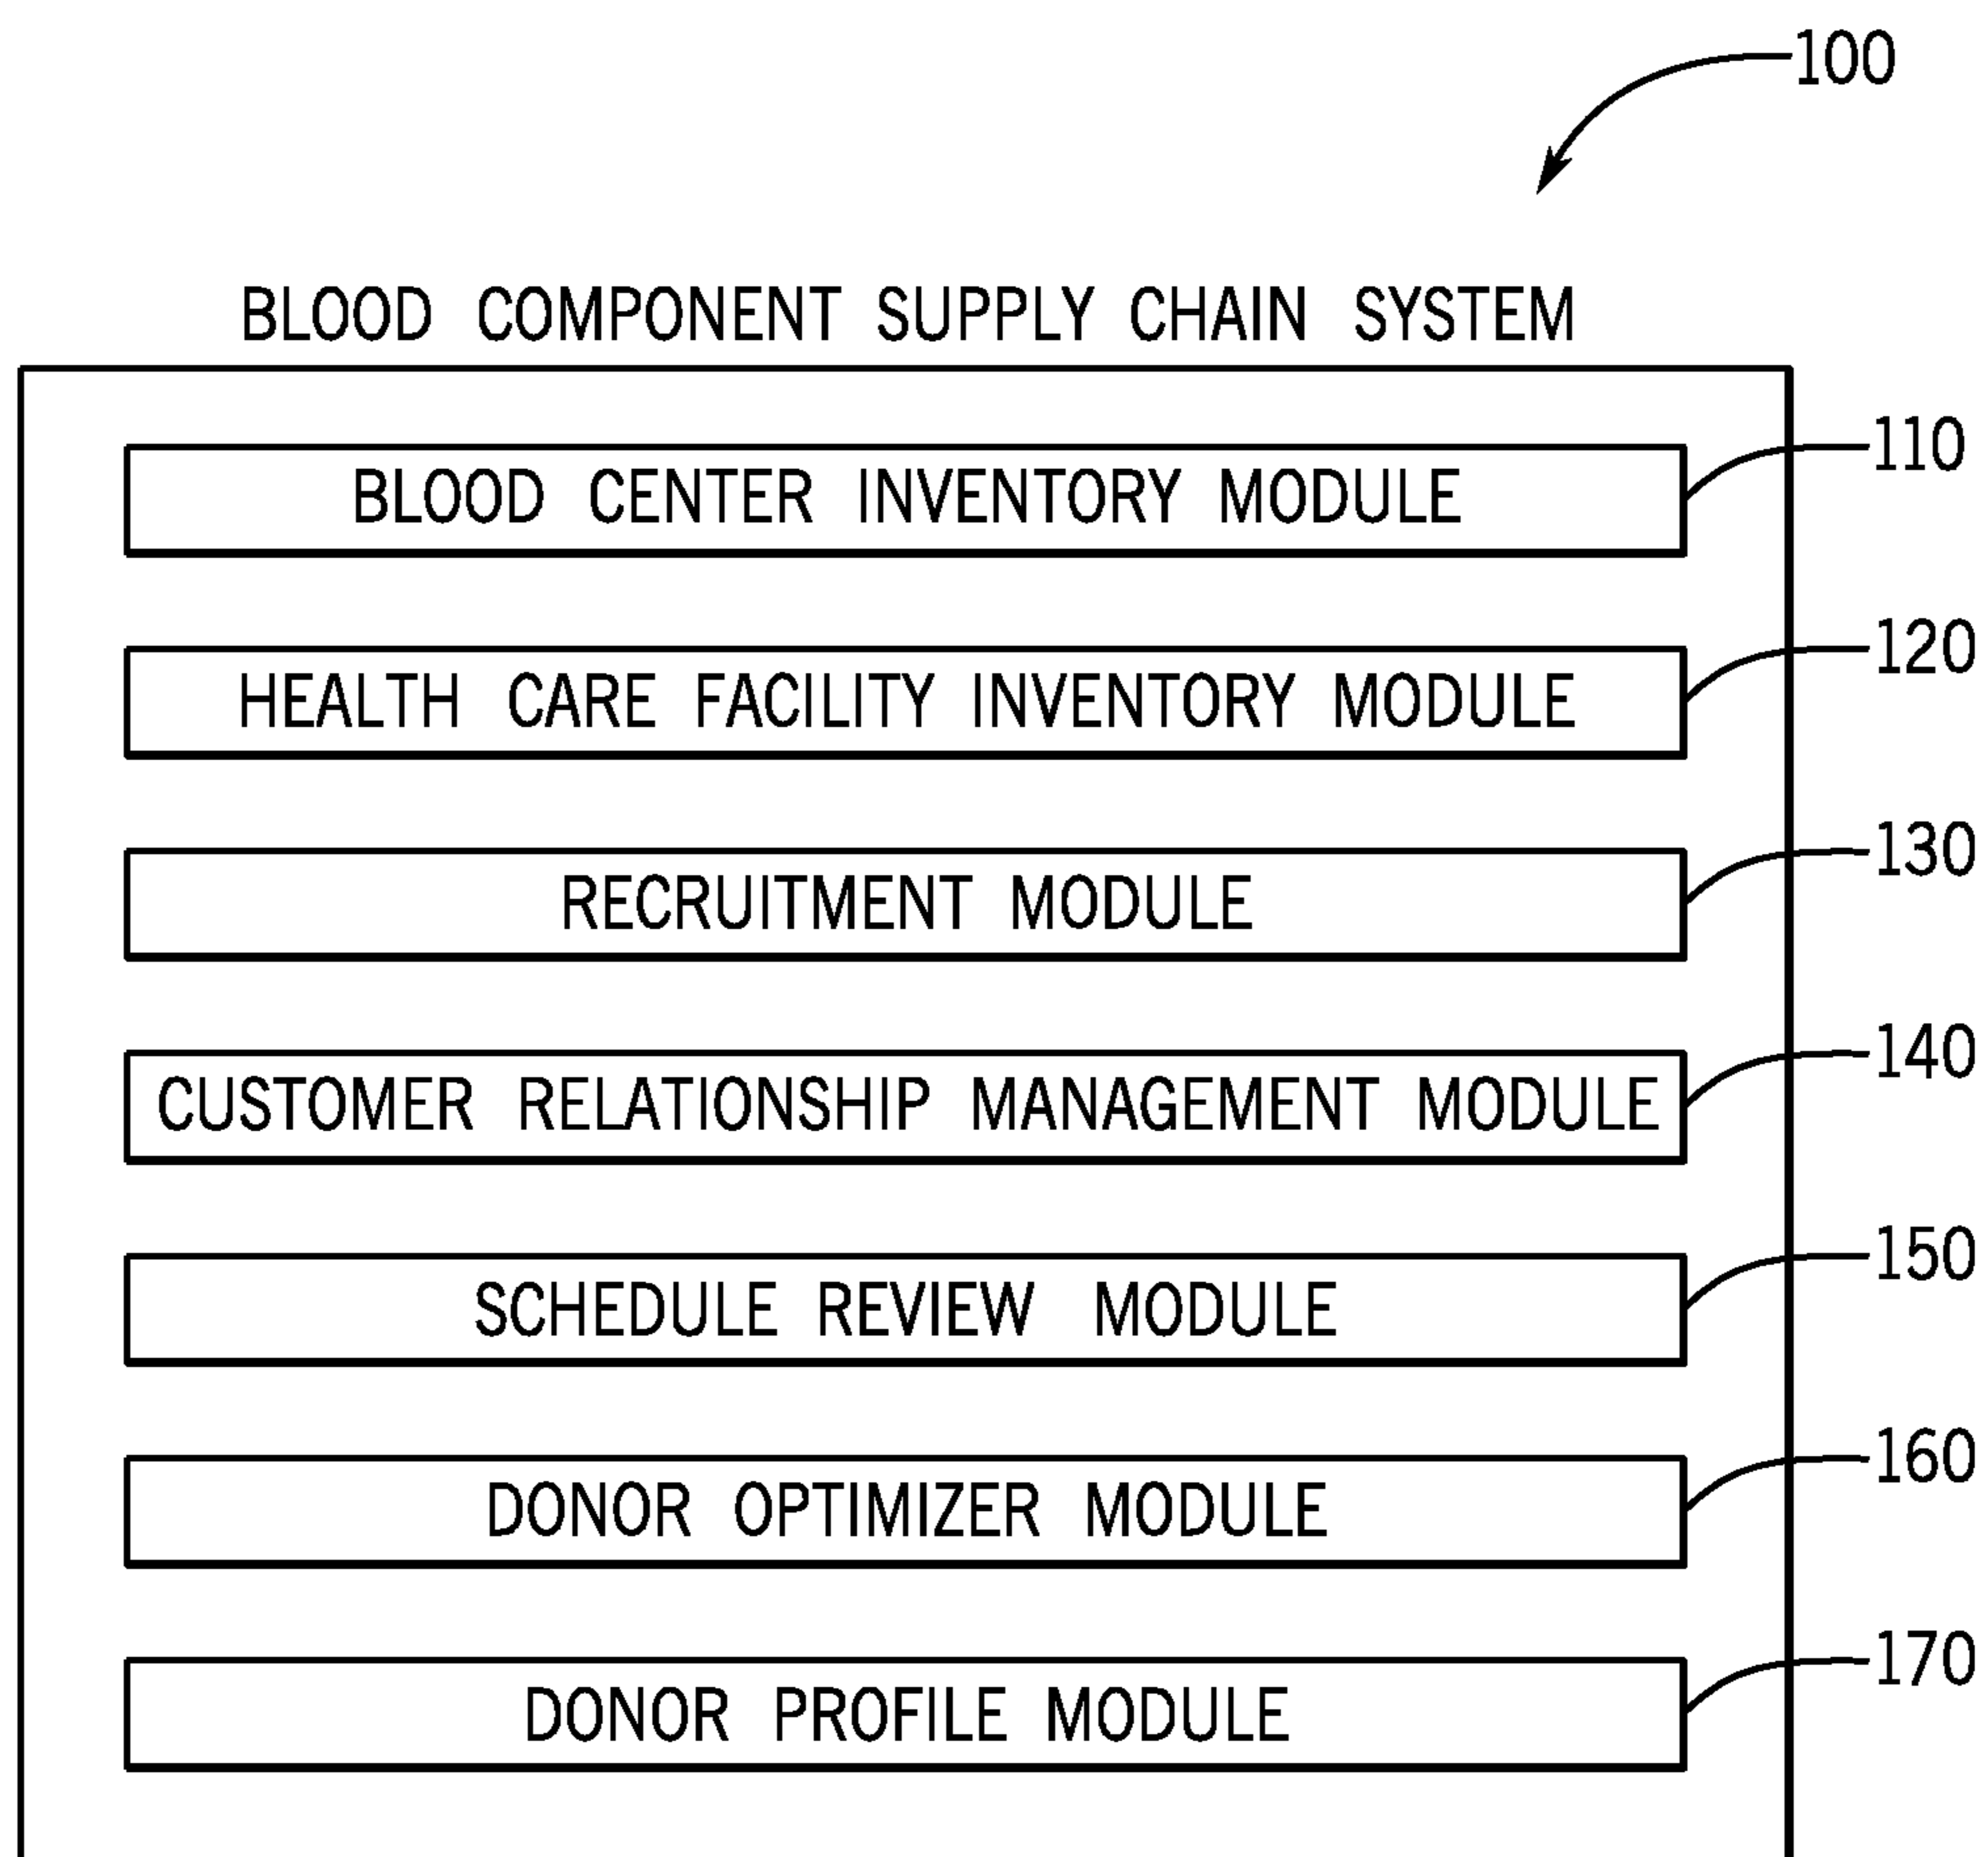 100
BLOOD COMPONENT SUPPLY CHAIN SYSTEM
BLOOD CENTER INVENTORY MODULE
110
HEALTH CARE FACILITY INVENTORY MODULE
120
RECRUITMENT MODULE
130
CUSTOMER RELATIONSHIP MANAGEMENT MODULE
140
SCHEDULE REVIEW MODULE
150
DONOR OPTIMIZER MODULE
160
DONOR PROFILE MODULE
170